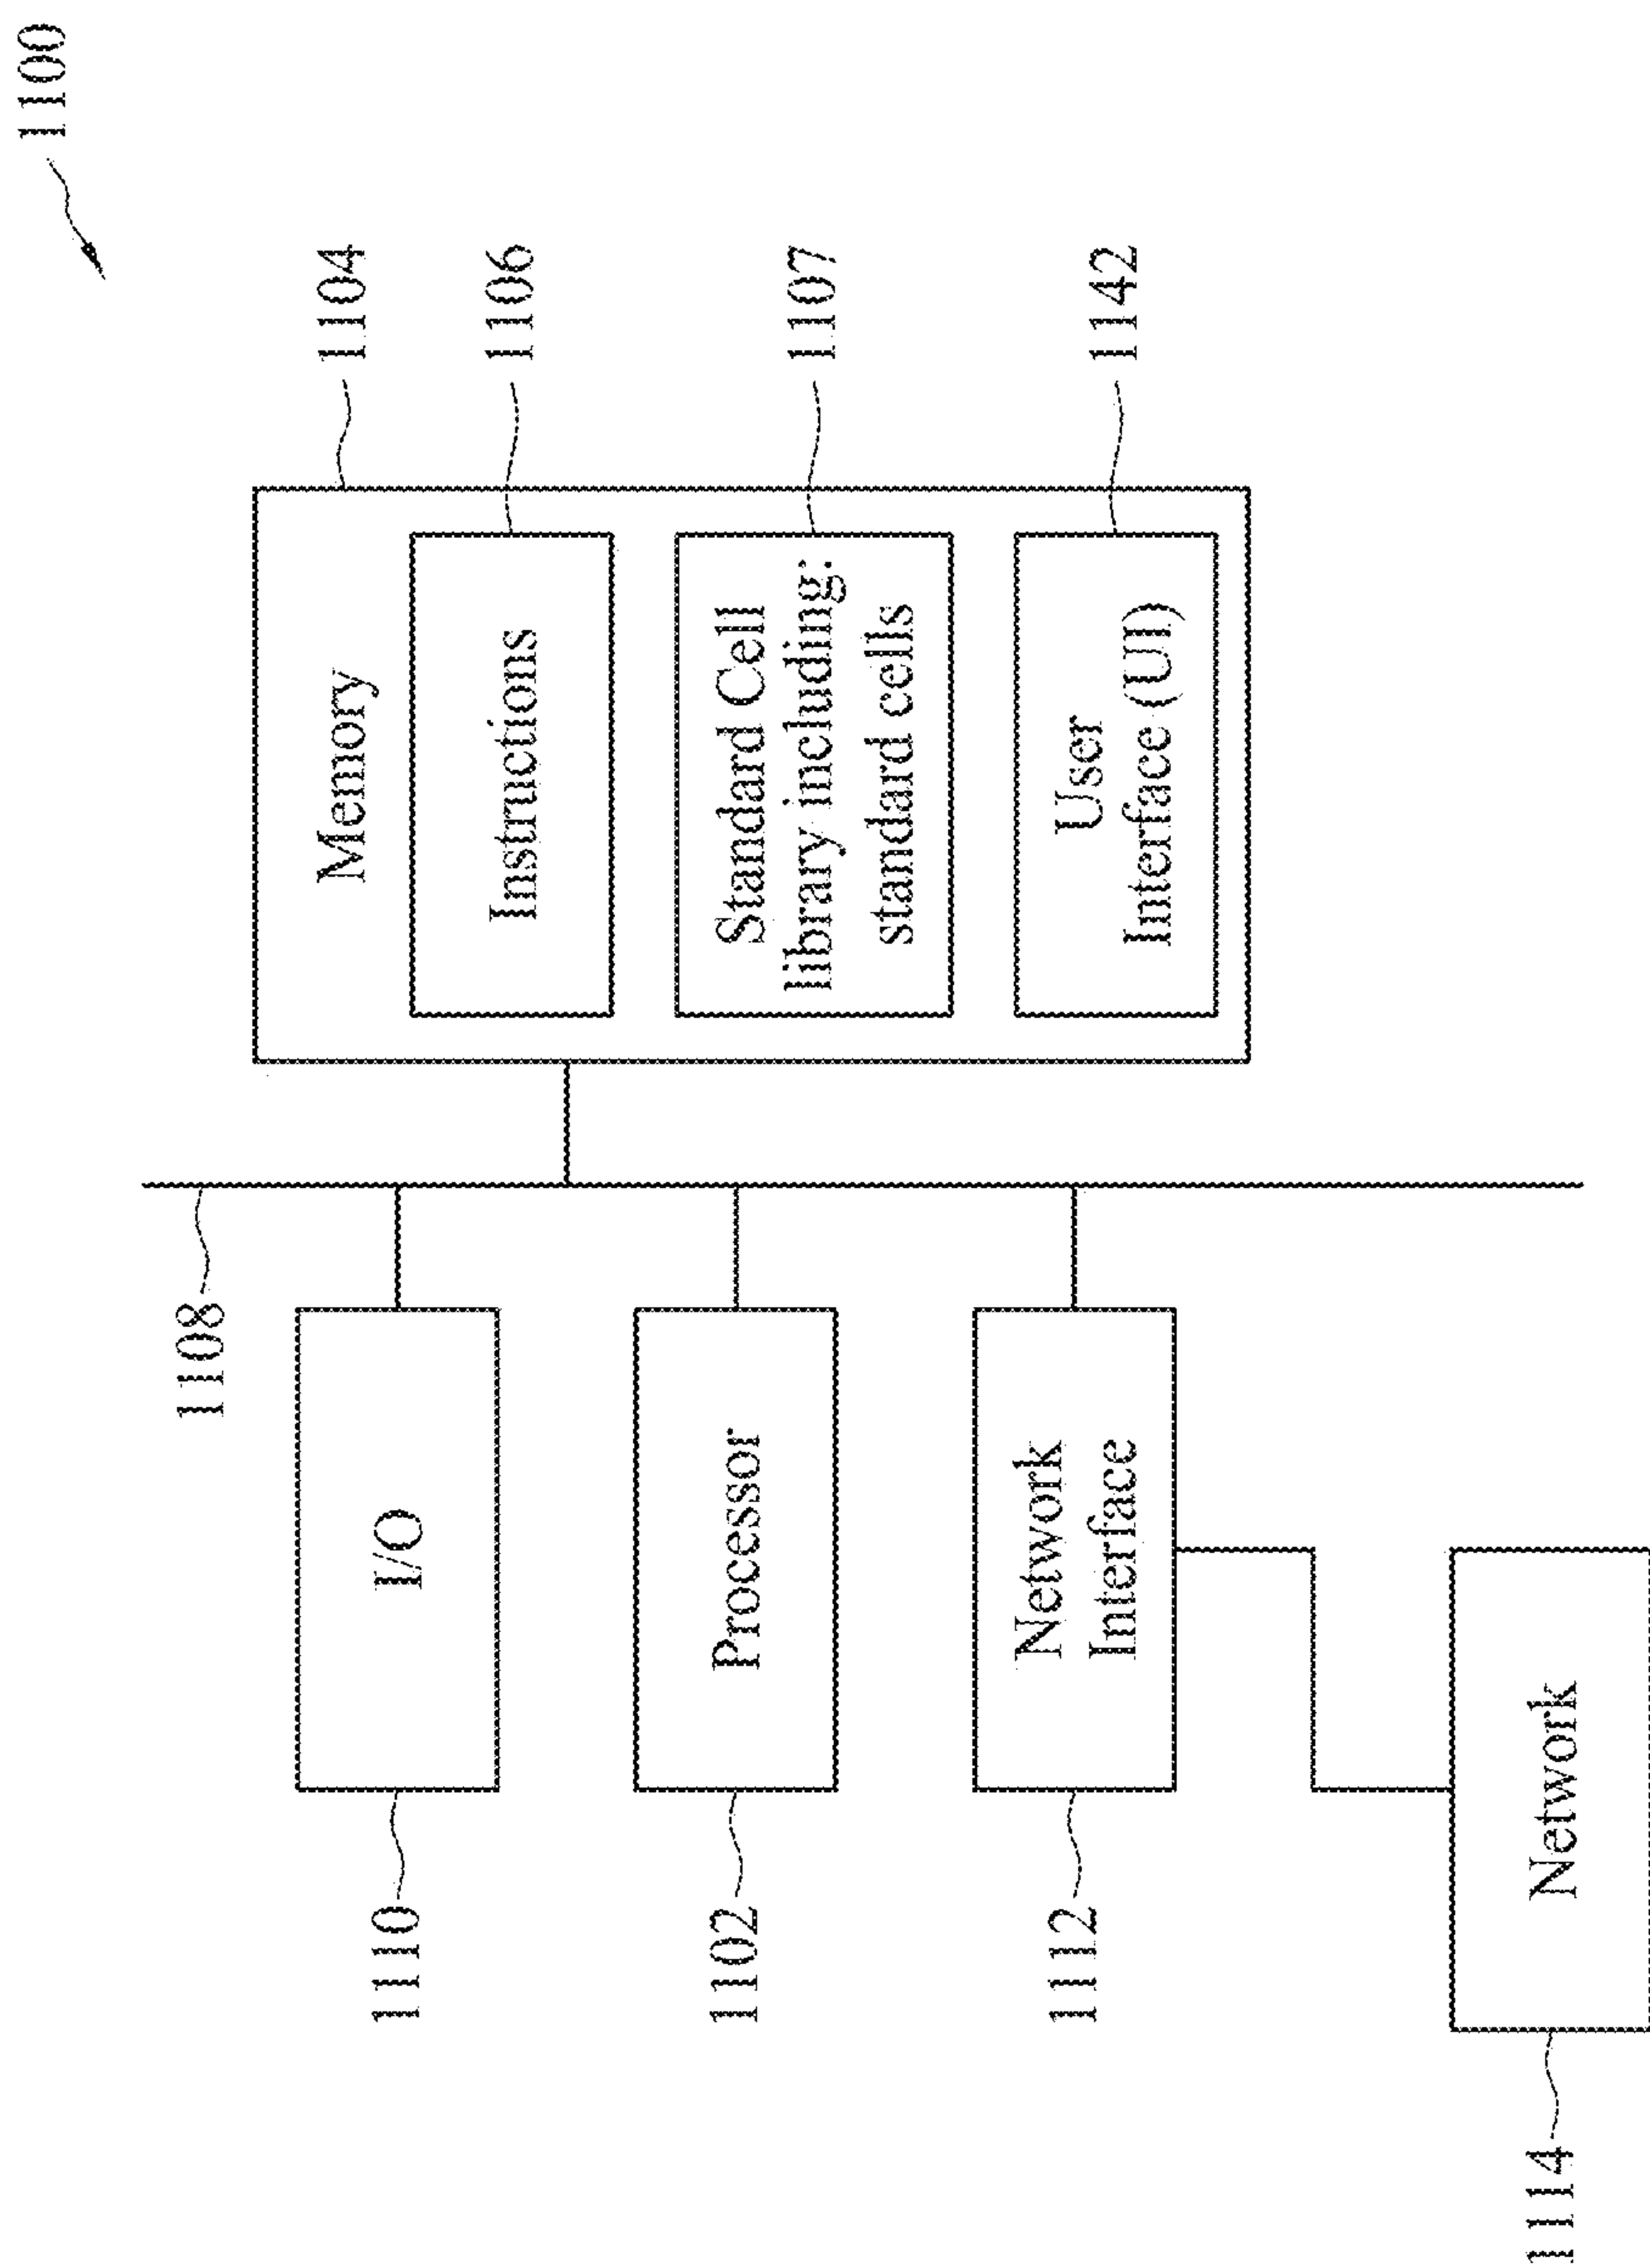 1100
1110
I/O
1108
Memory
1104
Instructions
1106
1102
Processor
Standard Cell
library including:
standard cells
1107
1112
Network
Interface
User
Interface (UI)
1142
1114
Network